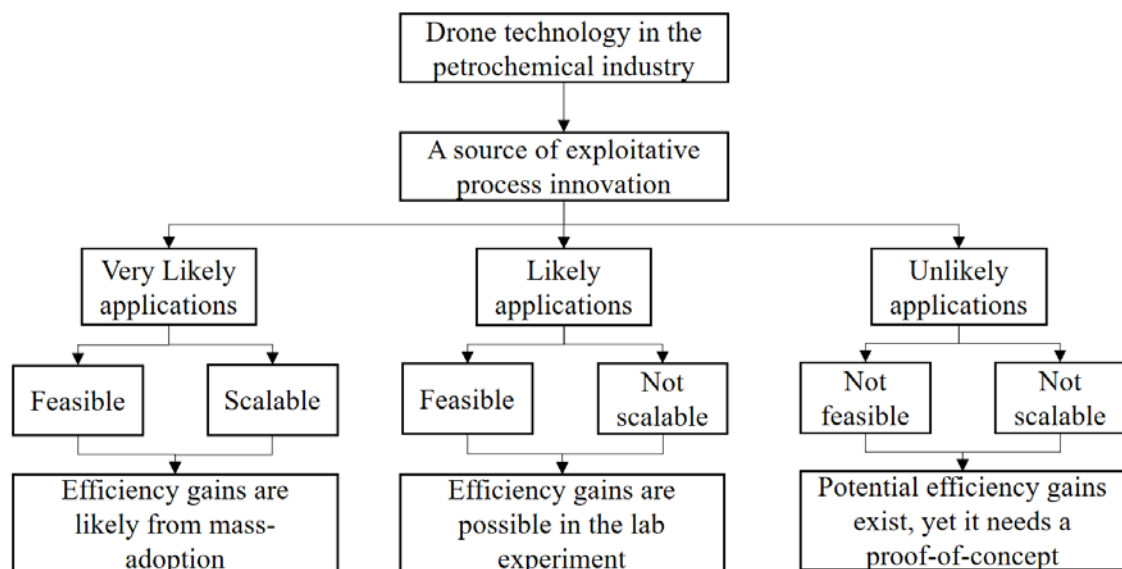 Drone technology in the
petrochemical industry
A source of exploitative
process innovation
Very Likely
applications
Likely
applications
Unlikely
applications
Feasible
Scalable
Feasible
Not
scalable
Not
feasible
Not
scalable
Efficiency gains are
likely from mass-
adoption
Efficiency gains are
possible in the lab
experiment
Potential efficiency gains
exist, yet it needs a
proof-of-concept